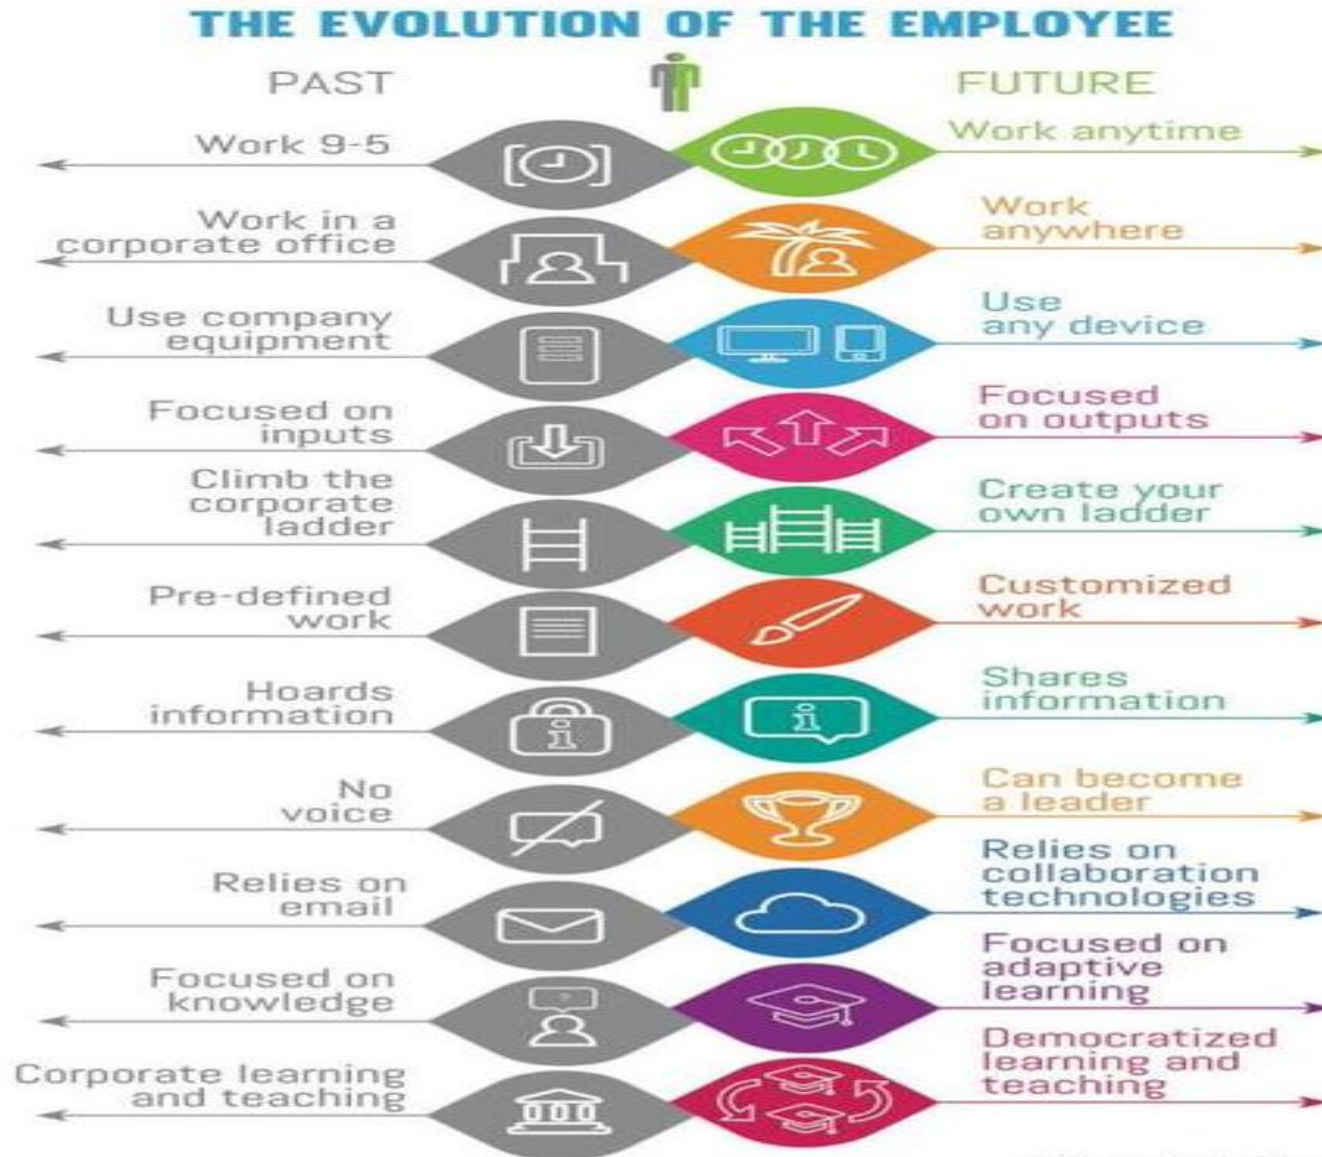 THE EVOLUTION OF THE EMPLOYEE
PAST
FUTURE
Work 9-5
Work anytime
Work in a
corporate office
Work
anywhere
Use company
equipment
Use
any device
Focused on
inputs
Focused
on outputs
Climb the
corporate
ladder
Create your
own ladder
Pre-defined
work
Customized
work
Hoards
information
Shares
information
No
voice
Can become
a leader
Relies on
email
Relies on
collaboration
technologies
Focused on
knowledge
Focused on
adaptive
learning
Corporate learning
and teaching
Democratized
learning and
teaching
i
i